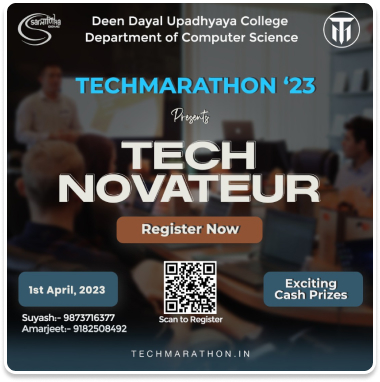 Deen Dayal Upadhyaya College
Department of Computer Science
TECHMARATHON ‘23
Presents
TECH
NOVATEUR
Register Now
1st April, 2023
Exciting
Cash Prizes
Suyash:- 9873716377
Amarjeet:- 9182508492
Scan to Register
TECHMARATHON.IN